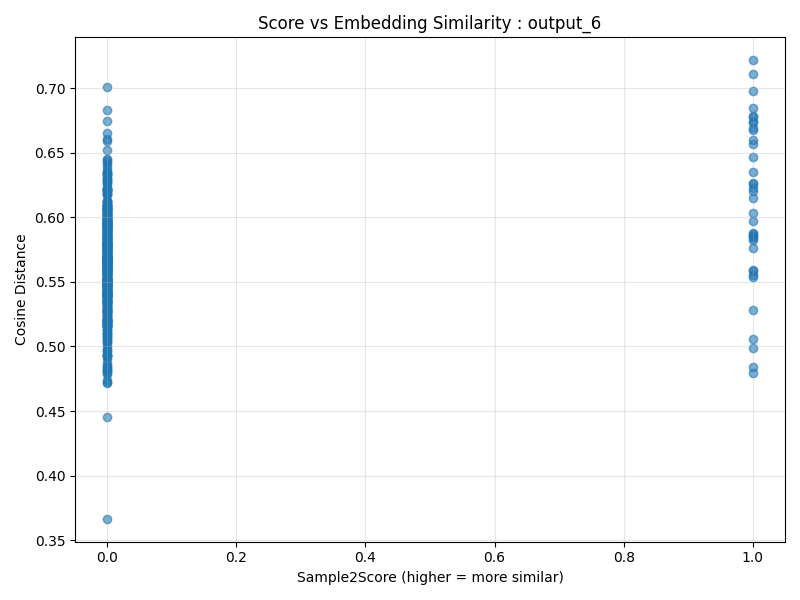 Score vs Embedding Similarity : output_6
Cosine Distance
0.70
0.65
0.60
0.55
0.50
0.45
0.40
0.35
0.0 0.2 0.4 0.6 0.8 1.0
Sample2Score (higher = more similar)